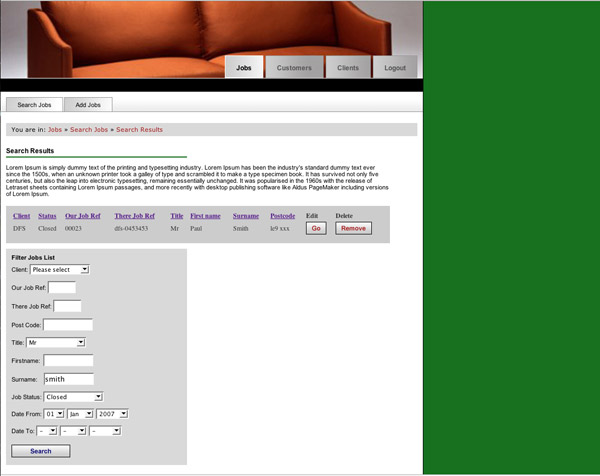 Jobs Customers Clients Logout
Search Jobs Add Jobs
You are in: Jobs » Search Jobs » Search Results
Search Results
Lorem Ipsum is simply dummy text of the printing and typesetting industry. Lorem Ipsum has been the industry's standard dummy text ever
since the 1500s, when an unknown printer took a galley of type and scrambled it to make a type specimen book. It has survived not only five
centuries, but also the leap into electronic typesetting, remaining essentially unchanged. It was popularised in the 1960s with the release of
Letraset sheets containing Lorem Ipsum passages, and more recently with desktop publishing software like Aldus PageMaker including versions
of Lorem Ipsum.
Client Status Our Job Ref There Job Ref Title First name Surname Postcode Edit Delete
DFS Closed 00023 dfs-0453453 Mr Paul Smith le9 xxx Go Remove
Filter Jobs List
Client: Please select
Our Job Ref:
There Job Ref:
Post Code:
Title: Mr
Firstname:
Surname: smith
Job Status: Closed
Date From: 01 Jan 2007
Date To: - - -
Search